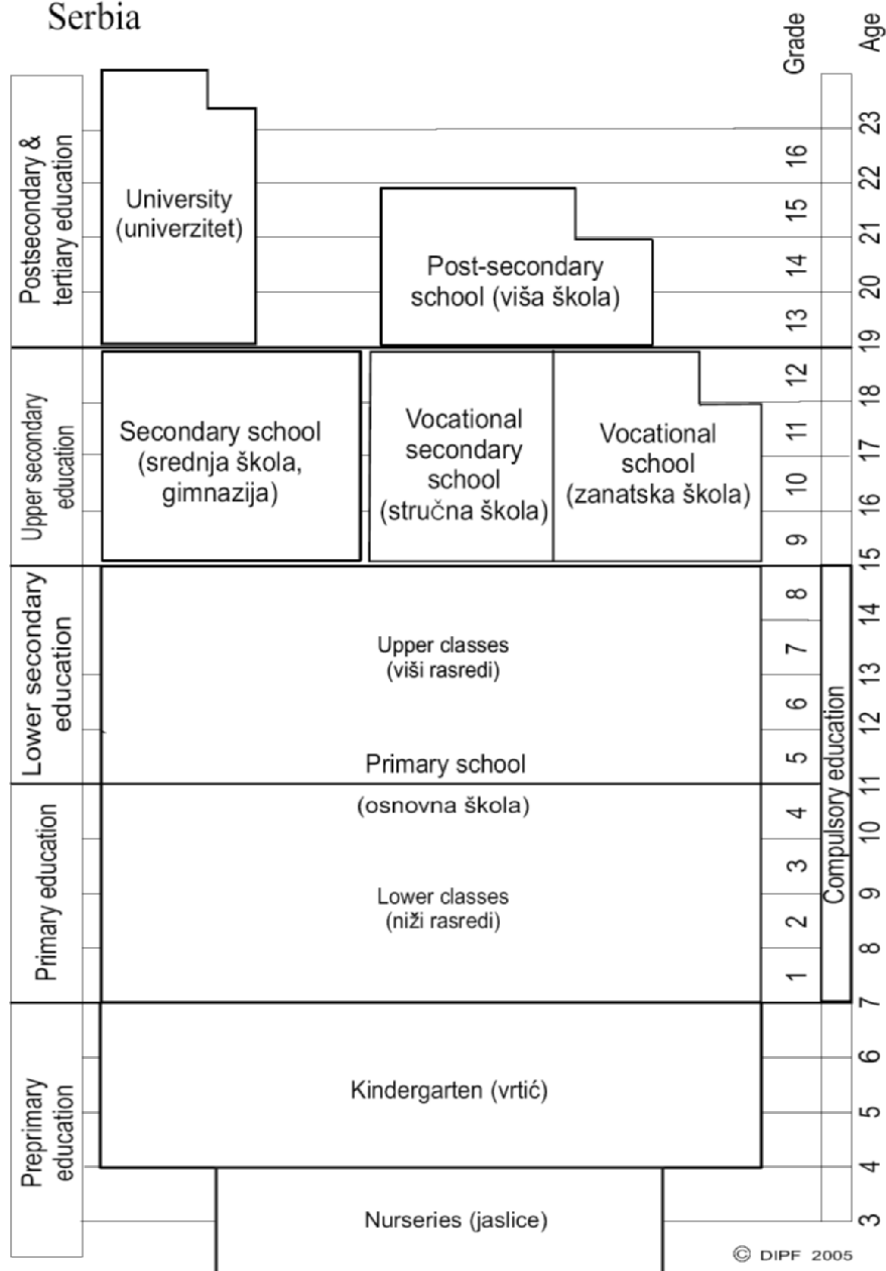 Serbia
Grade
Age
Postsecondary &
tertiary education
University
(univerzitet)
Post-secondary
school (viša škola)
16
15
14
13
23
22
21
20
19
Upper secondary
education
Secondary school
(srednja škola,
gimnazija)
Vocational
secondary
school
(stručna škola)
Vocational
school
(zanatska škola)
12
11
10
9
18
17
16
15
Lower secondary
education
Upper classes
(viši rasredi)
Primary school
8
7
6
5
14
13
12
11
Compulsory education
Primary education
(osnovna škola)
Lower classes
(niži rasredi)
4
3
2
1
10
9
8
7
Preprimary
education
Kindergarten (vrtić)
Nurseries (jaslice)
6
5
4
3
© DIPF 2005